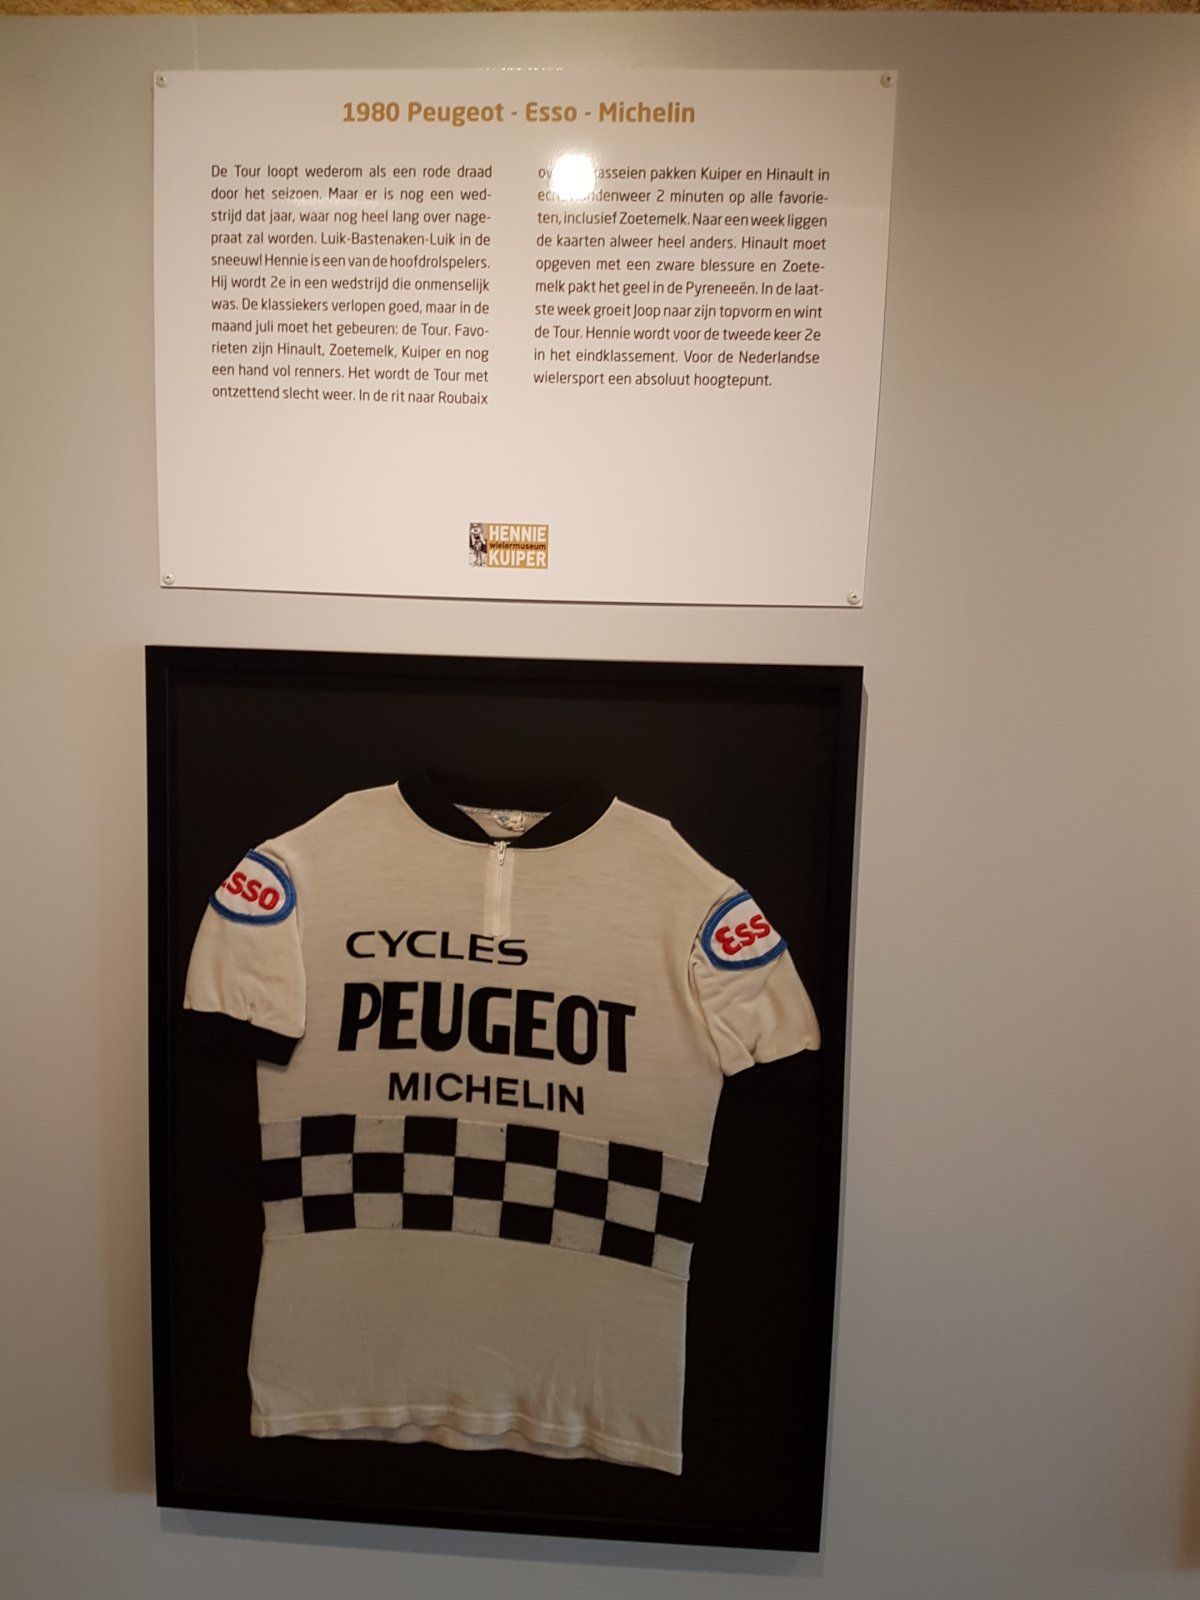 1980 Peugeot - Esso - Michelin
De Tour loopt wederom als een rode draad
door het seizoen. Maar er is nog een wed-
strijd dat jaar, waar nog heel lang over nage-
praat zal worden. Luik-Bastenaken-Luik in de
sneeuw! Hennie is een van de hoofdrolspelers.
Hij wordt 2e in een wedstrijd die onmenselijk
was. De klassiekers verlopen goed, maar in de
maand juli moet het gebeuren: de Tour. Favo-
rieten zijn Hinault, Zoetemelk, Kuiper en nog
een hand vol renners. Het wordt de Tour met
ontzettend slecht weer. In de rit naar Roubaix
pakken Kuiper en Hinault in
2 minuten op alle favorie-
ten, inclusief Zoetemelk. Naar een week liggen
de kaarten alweer heel anders. Hinault moet
opgeven met een zware blessure en Zoete-
melk pakt het geel in de Pyreneeën. In de laat-
ste week groeit Joop naar zijn topvorm en wint
de Tour. Hennie wordt voor de tweede keer 2e
in het eindklassement. Voor de Nederlandse
wielersport een absoluut hoogtepunt.
HENNIE
wielermuseum
KUIPER
Esso
Esso
CYCLES
PEUGEOT
MICHELIN